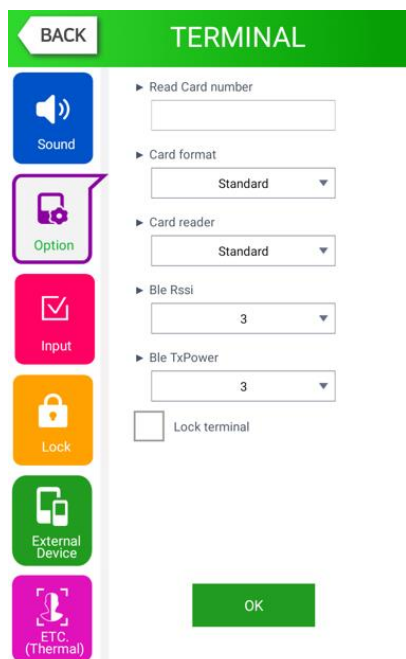 BACK
TERMINAL
Sound
Option
Input
Lock
External
Device
ETC.
(Thermal)
► Read Card number
► Card format
Standard
► Card reader
Standard
► Ble Rssi
3
► Ble TxPower
3
Lock terminal
OK